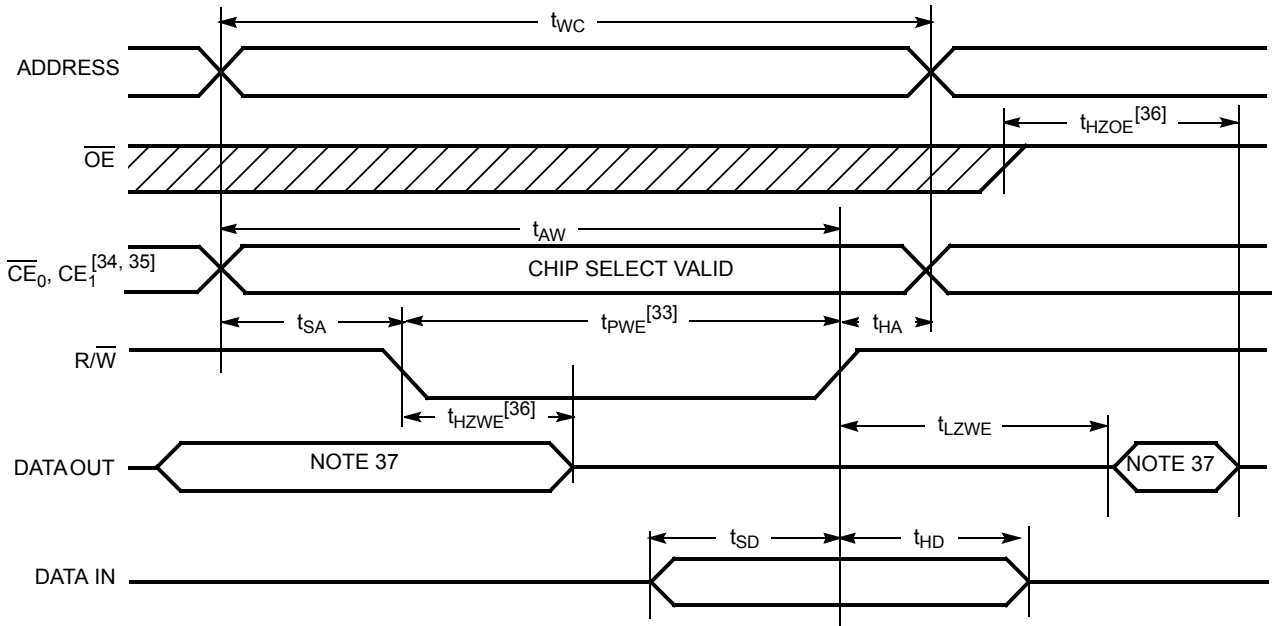 tWC
ADDRESS
tHZOE[36]
OE
tAW
CE0, CE1[34, 35]
CHIP SELECT VALID
tSA
tPWE[33]
tHA
R/W
tHZWE[36]
tLZWE
DATA OUT
NOTE 37
NOTE 37
tSD
tHD
DATA IN